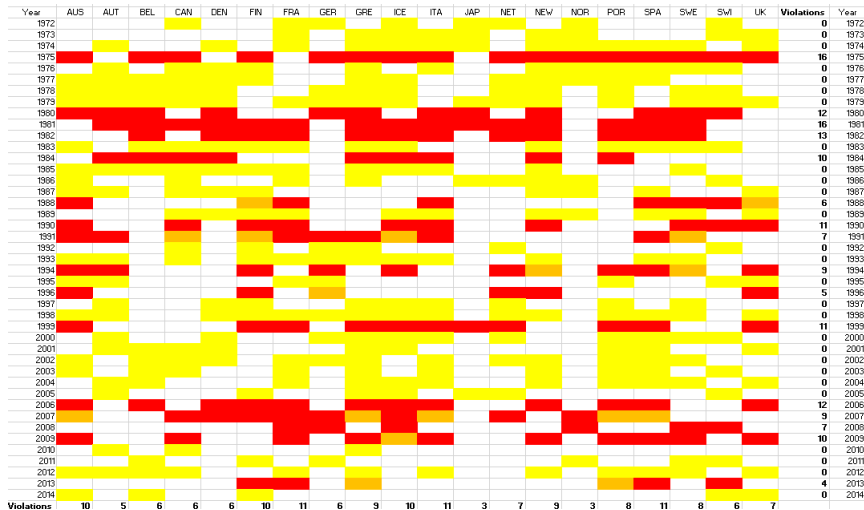 Year AUS AUT BEL CAN DEN FIN FRA GER GRE ICE ITA JAP NET NEW NOR POR SPA SWE SWI UK Violations Year
1972 0 1972
1973 0 1973
1974 0 1974
1975 16 1975
1976 0 1976
1977 0 1977
1978 0 1978
1979 0 1979
1980 12 1980
1981 16 1981
1982 13 1982
1983 0 1983
1984 10 1984
1985 0 1985
1986 0 1986
1987 0 1987
1988 6 1988
1989 0 1989
1990 11 1990
1991 7 1991
1992 0 1992
1993 0 1993
1994 9 1994
1995 0 1995
1996 5 1996
1997 0 1997
1998 0 1998
1999 11 1999
2000 0 2000
2001 0 2001
2002 0 2002
2003 0 2003
2004 0 2004
2005 0 2005
2006 12 2006
2007 9 2007
2008 7 2008
2009 10 2009
2010 0 2010
2011 0 2011
2012 0 2012
2013 4 2013
2014 0 2014
Violations 10 5 6 6 6 10 11 8 9 10 11 3 7 9 3 8 11 8 6 7